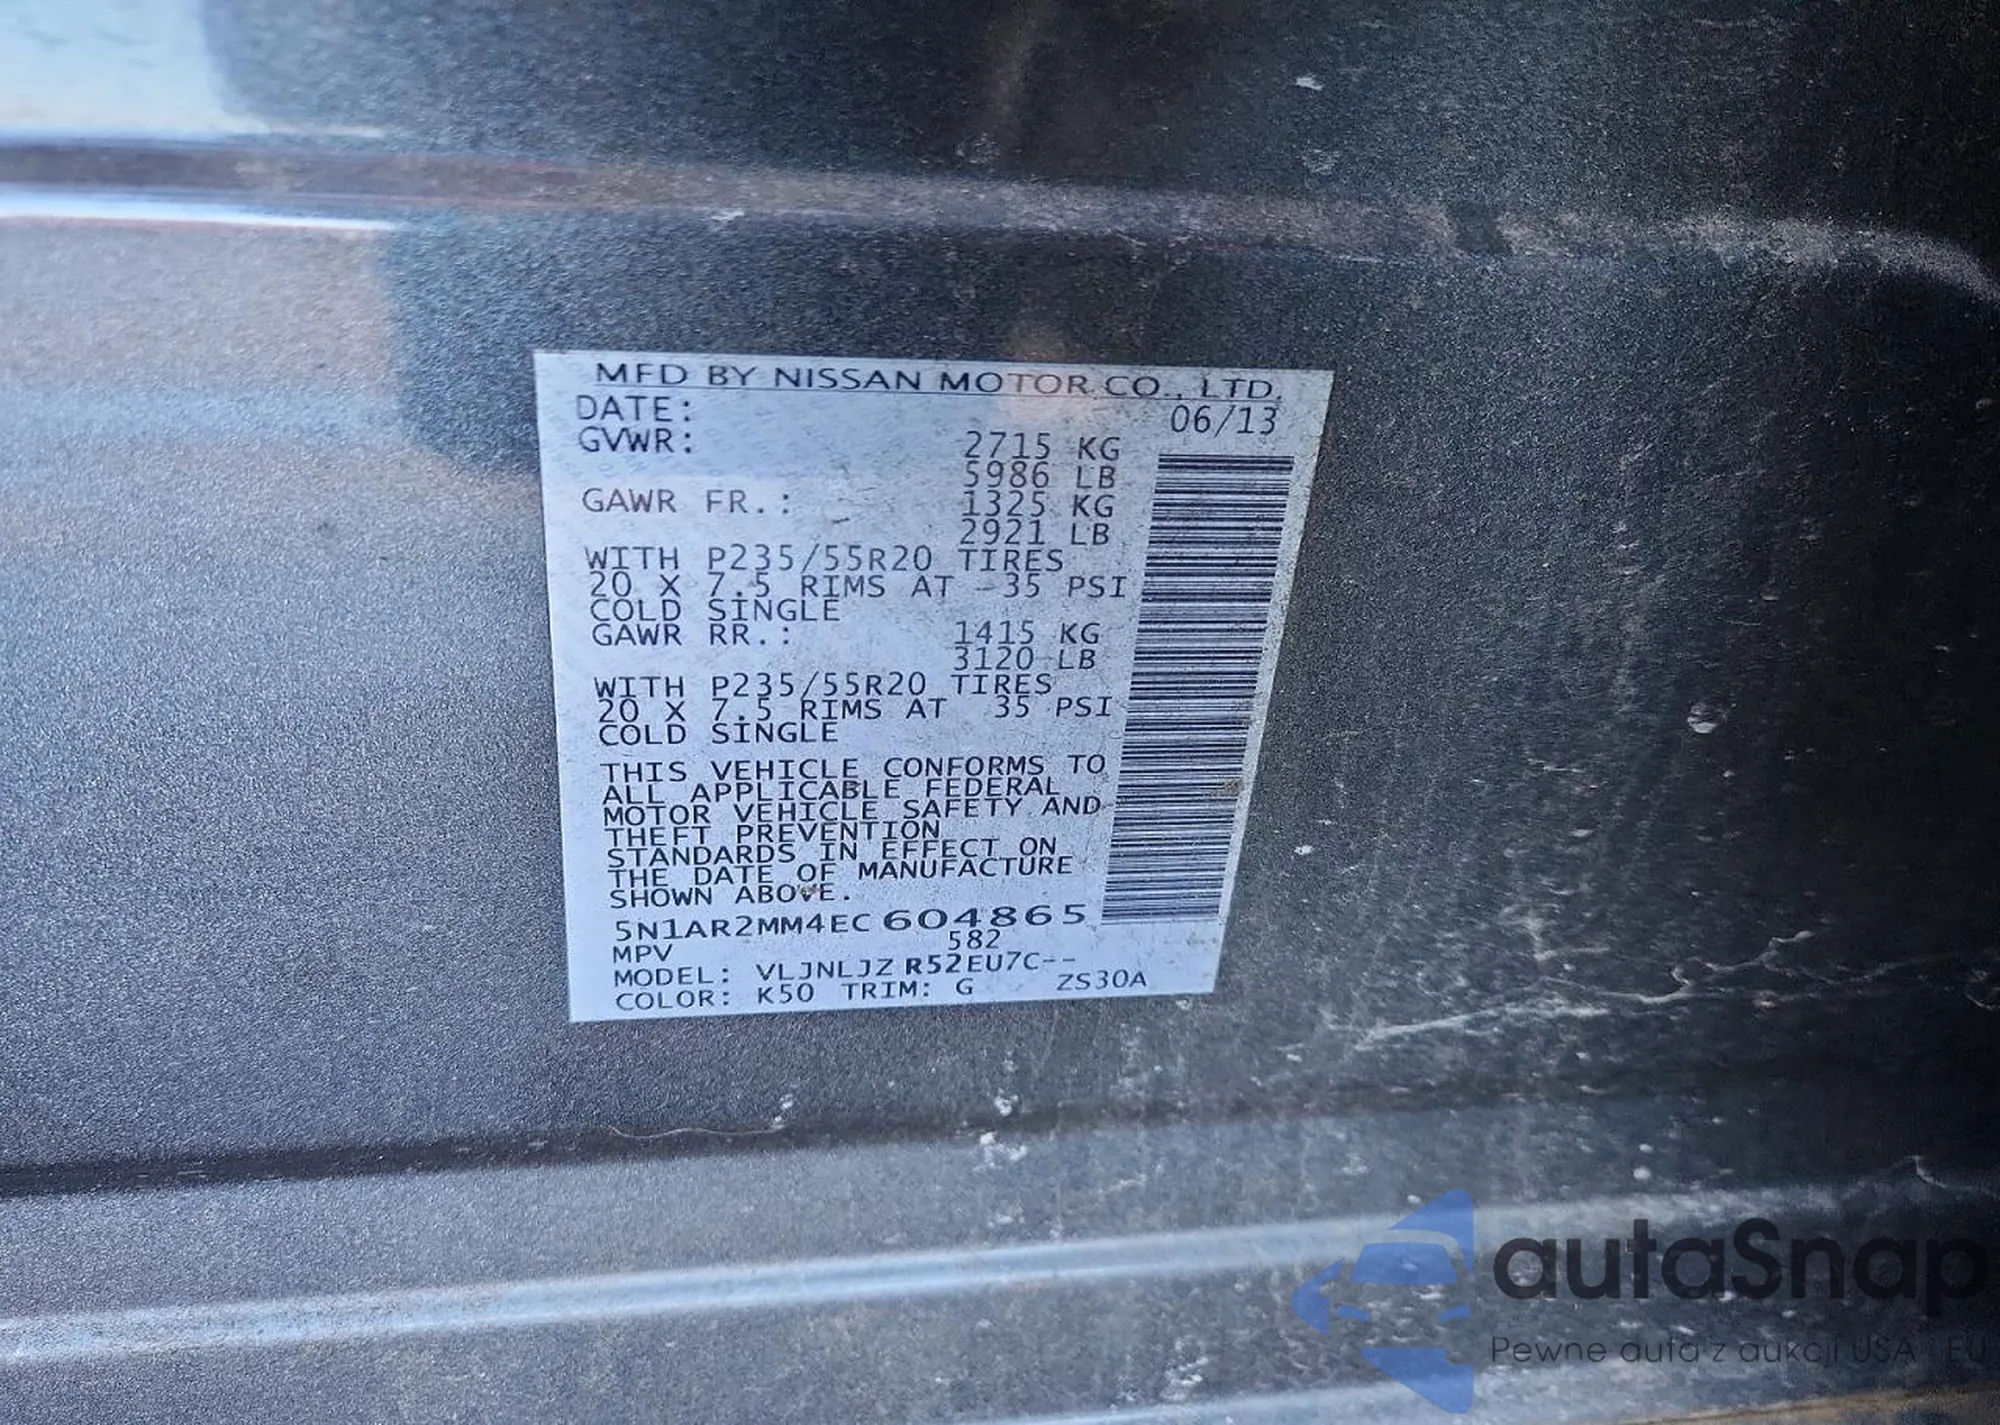 MFD BY NISSAN MOTOR CO., LTD.
DATE: 06/13
GVWR: 2715 KG
5986 LB
GAWR FR.: 1325 KG
2921 LB
WITH P235/55R20 TIRES
20 X 7.5 RIMS AT 35 PSI
COLD SINGLE
GAWR RR.: 1415 KG
3120 LB
WITH P235/55R20 TIRES
20 X 7.5 RIMS AT 35 PSI
COLD SINGLE
THIS VEHICLE CONFORMS TO
ALL APPLICABLE FEDERAL
MOTOR VEHICLE SAFETY AND
THEFT PREVENTION
STANDARDS IN EFFECT ON
THE DATE OF MANUFACTURE
SHOWN ABOVE.
5N1AR2MM4EC604865
MPV 582
MODEL: VLJNLJZ R52EU7C--
COLOR: K50 TRIM: G ZS30A
autaSnap
Pewne auta z aukcji USA i EU